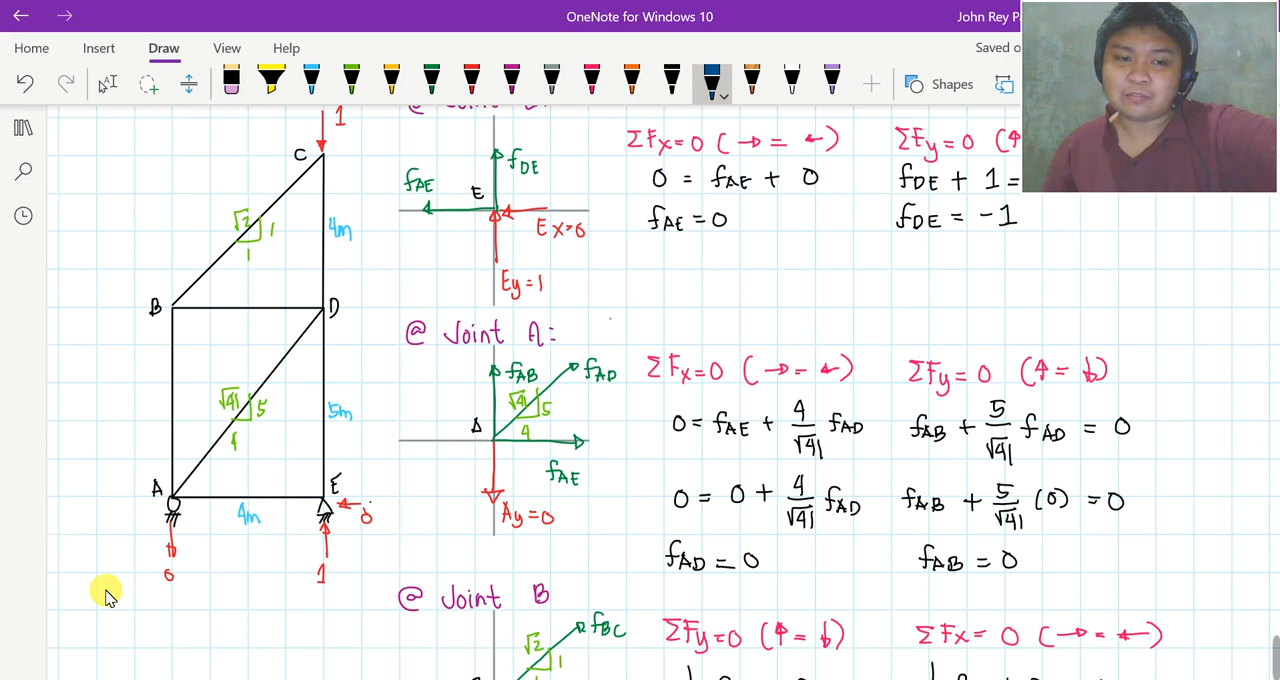 OneNote for Windows 10
John Rey P
Home Insert Draw View Help
Saved o
Shapes
1
C
√2 1
1
4m
B D
√41 5
4
5m
A E
4m
0
0 1
fDE
fAE
E
Ex=0
Ey=1
ΣFx=0 (→=←)
0 = fAE + 0
fAE=0
ΣFy=0 (↑
fDE + 1 =
fDE = -1
@ Joint A:
fAB fAD
√41 5
4
A
fAE
Ay=0
ΣFx=0 (→=←)
0= fAE + 4/√41 fAD
0= 0 + 4/√41 fAD
fAD=0
ΣFy=0 (↑=↓)
fAB + 5/√41 fAD = 0
fAB + 5/√41 (0) =0
fAB = 0
@ Joint B
fBC
√2 1
ΣFy=0 (↑=↓)
ΣFx= 0 (→=←)